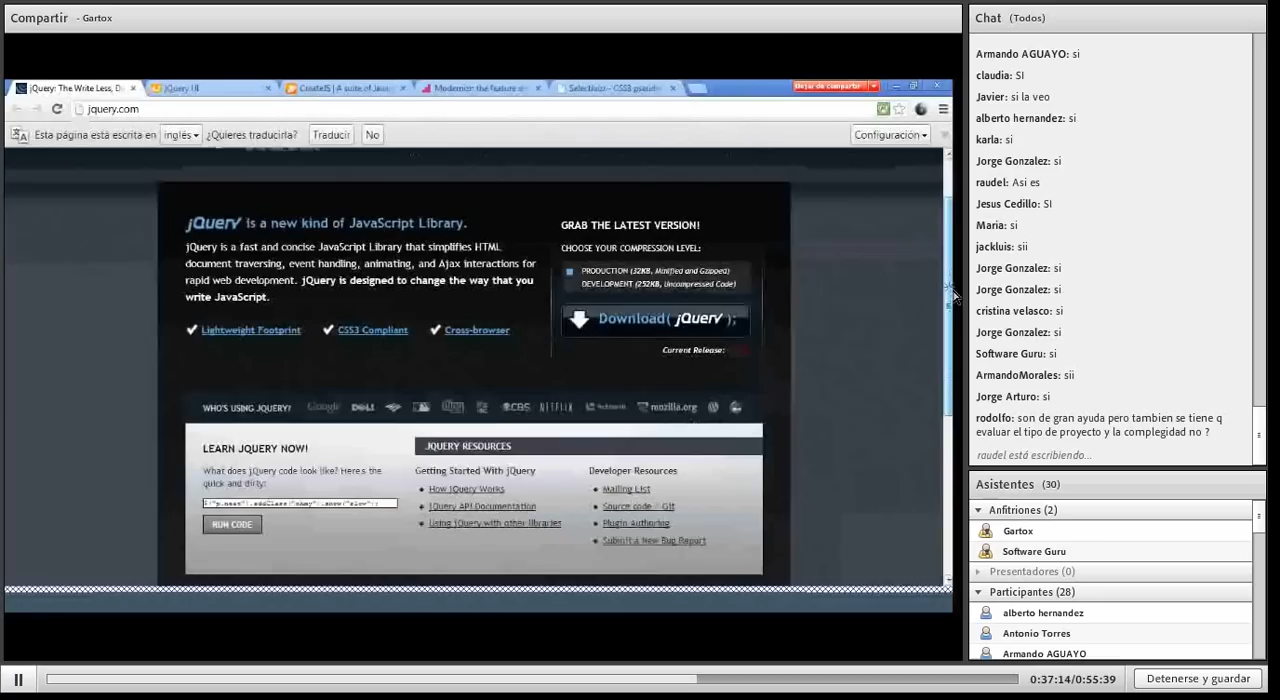 Compartir - Gartox
Chat (Todos)
jQuery: The Write Less, D
jQuery UI
CreateJS | A suite of Java
Modernizr: the feature
Selectivizr - CSS3 pseudo
Dejar de compartir
jquery.com
Esta página está escrita en inglés ¿Quieres traducirla? Traducir No
Configuración
jQuery is a new kind of JavaScript Library.
jQuery is a fast and concise JavaScript Library that simplifies HTML
document traversing, event handling, animating, and Ajax interactions for
rapid web development. jQuery is designed to change the way that you
write JavaScript.
Lightweight Footprint CSS3 Compliant Cross-browser
GRAB THE LATEST VERSION!
CHOOSE YOUR COMPRESSION LEVEL:
PRODUCTION (32KB, Minified and Gzipped)
DEVELOPMENT (252KB, Uncompressed Code)
Download( jQuery );
Current Release:
WHO'S USING JQUERY? Google DELL CBS NETFLIX mozilla.org
LEARN JQUERY NOW!
What does jQuery code look like? Here's the
quick and dirty:
RUN CODE
JQUERY RESOURCES
Getting Started With jQuery
How jQuery Works
jQuery API Documentation
Using jQuery with other libraries
Developer Resources
Mailing List
Source code / Git
Plugin Authoring
Submit a New Bug Report
Armando AGUAYO: si
claudia: SI
Javier: si la veo
alberto hernandez: si
karla: si
Jorge Gonzalez: si
raudel: Asi es
Jesus Cedillo: SI
Maria: si
jackluis: sii
Jorge Gonzalez: si
Jorge Gonzalez: si
cristina velasco: si
Jorge Gonzalez: si
Software Guru: si
ArmandoMorales: sii
Jorge Arturo: si
rodolfo: son de gran ayuda pero tambien se tiene q
evaluar el tipo de proyecto y la complegidad no ?
raudel está escribiendo...
Asistentes (30)
Anfitriones (2)
Gartox
Software Guru
Presentadores (0)
Participantes (28)
alberto hernandez
Antonio Torres
Armando AGUAYO
0:37:14/0:55:39
Detenerse y guardar